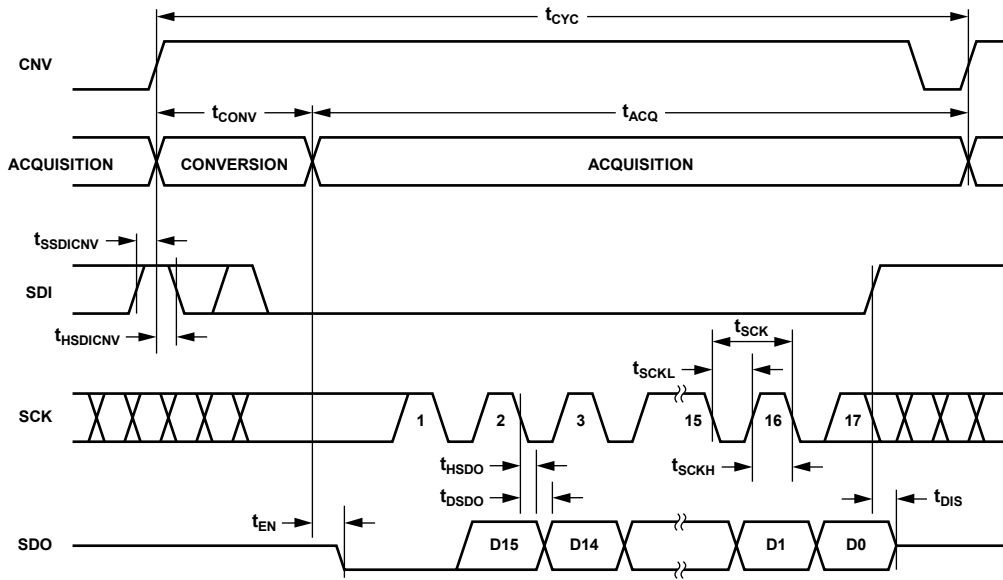 tCYC
CNV
tCONV
tACQ
ACQUISITION
CONVERSION
ACQUISITION
tSSDICNV
SDI
tHSDICNV
tSCK
tSCKL
SCK
1
2
3
15
16
17
tHSDO
tSCKH
tDSDO
tDIS
tEN
SDO
D15
D14
D1
D0